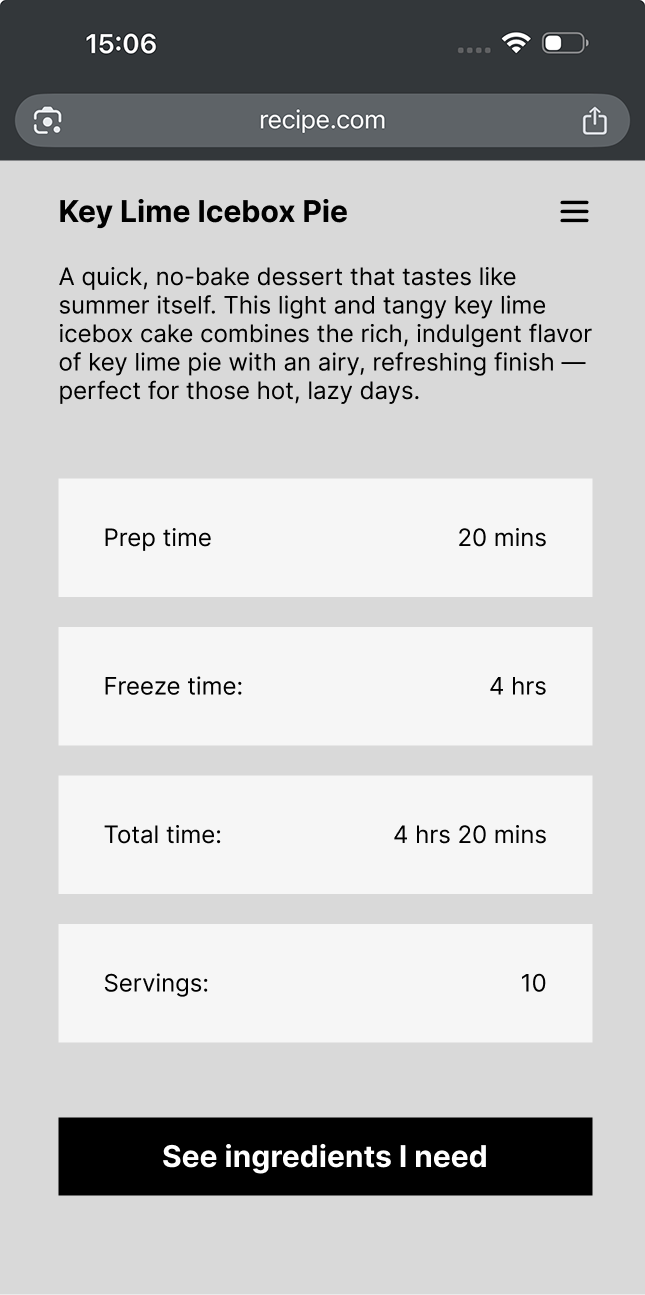 15:06
recipe.com
Key Lime Icebox Pie
A quick, no-bake dessert that tastes like
summer itself. This light and tangy key lime
icebox cake combines the rich, indulgent flavor
of key lime pie with an airy, refreshing finish —
perfect for those hot, lazy days.
Prep time 20 mins
Freeze time: 4 hrs
Total time: 4 hrs 20 mins
Servings: 10
See ingredients I need